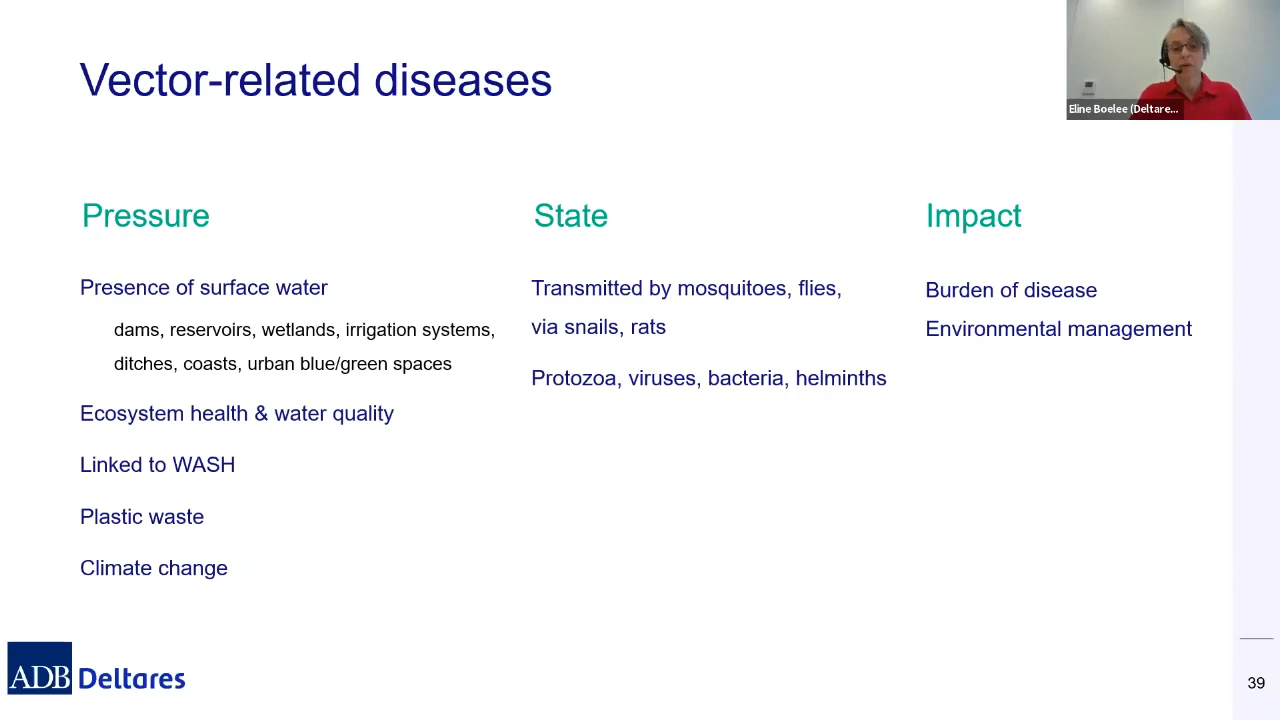 Vector-related diseases
Eline Boelee (Deltare...
Pressure
Presence of surface water
dams, reservoirs, wetlands, irrigation systems,
ditches, coasts, urban blue/green spaces
Ecosystem health & water quality
Linked to WASH
Plastic waste
Climate change
State
Transmitted by mosquitoes, flies,
via snails, rats
Protozoa, viruses, bacteria, helminths
Impact
Burden of disease
Environmental management
ADB Deltares
39